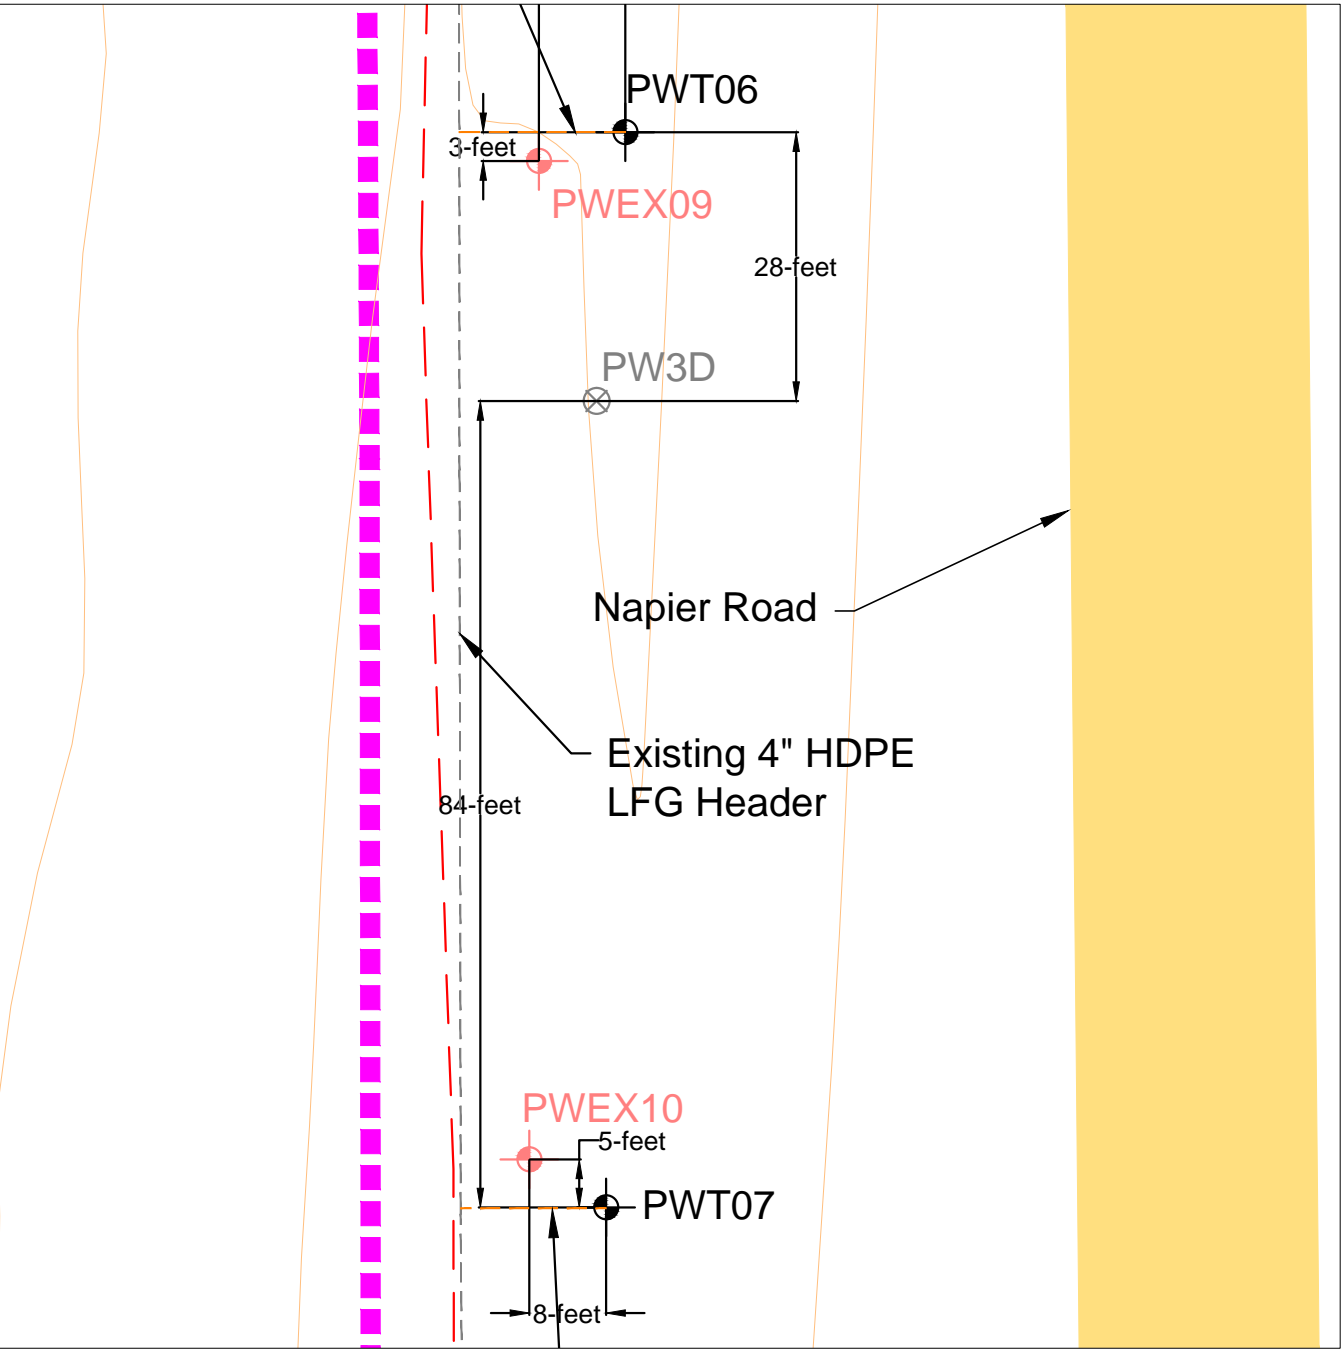 PWT06
3-feet
PWEX09
28-feet
PW3D
Napier Road
Existing 4" HDPE
LFG Header
84-feet
PWEX10
5-feet
PWT07
8-feet